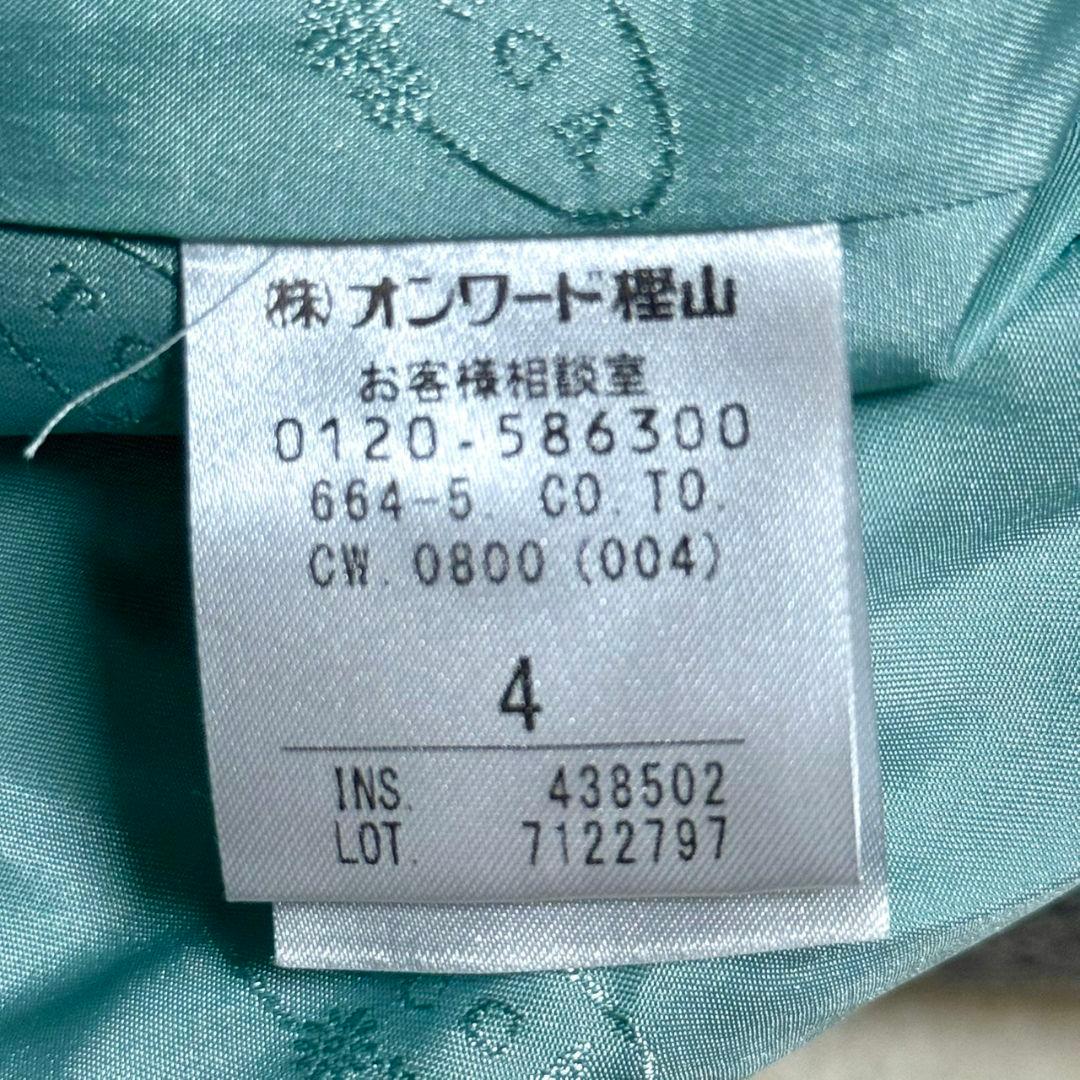 ㈱ オンワード樫山
お客様相談室
0120-586300
664-5. CO. TO.
CW. 0800 (004)
4
INS. 438502
LOT. 7122797